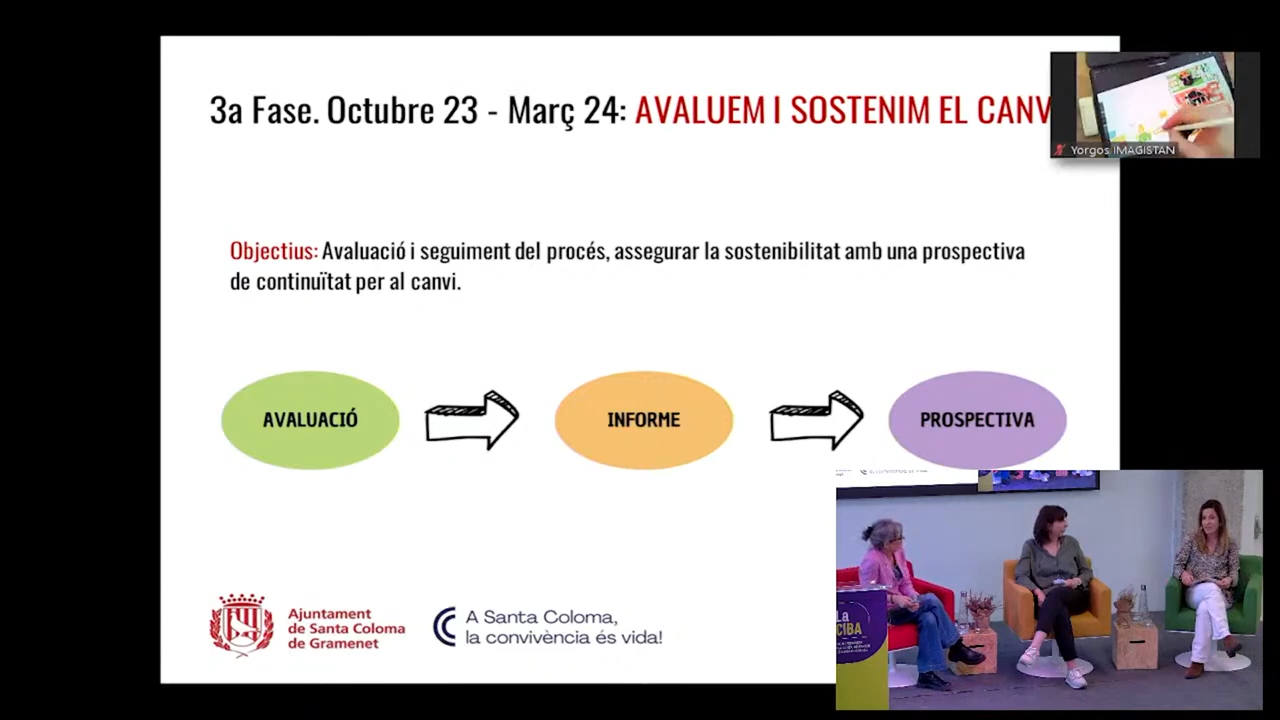 3a Fase. Octubre 23 - Març 24: AVALUEM I SOSTENIM EL CANV
Yorgos IMAGISTAN
Objectius: Avaluació i seguiment del procés, assegurar la sostenibilitat amb una prospectiva
de continuïtat per al canvi.
AVALUACIÓ
INFORME
PROSPECTIVA
Ajuntament
de Santa Coloma
de Gramenet
A Santa Coloma,
la convivència és vida!
La
CIBA